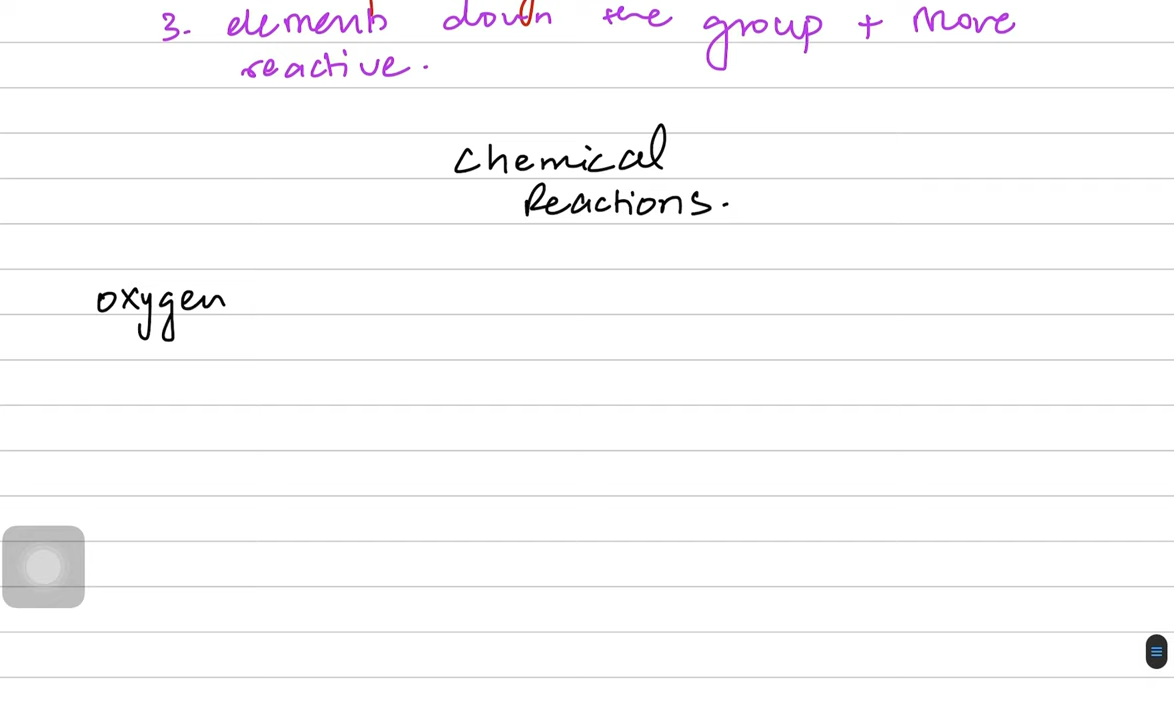 3. elements down the group + more
reactive.
chemical
Reactions.
oxygen